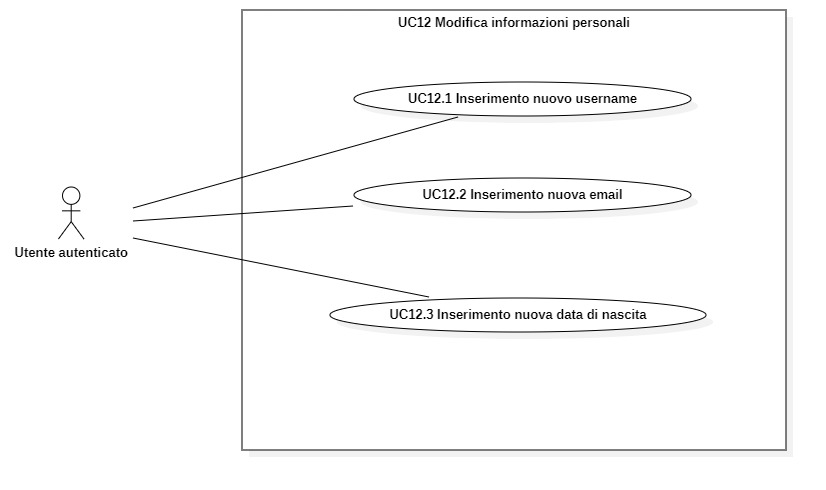 UC12 Modifica informazioni personali
UC12.1 Inserimento nuovo username
UC12.2 Inserimento nuova email
Utente autenticato
UC12.3 Inserimento nuova data di nascita